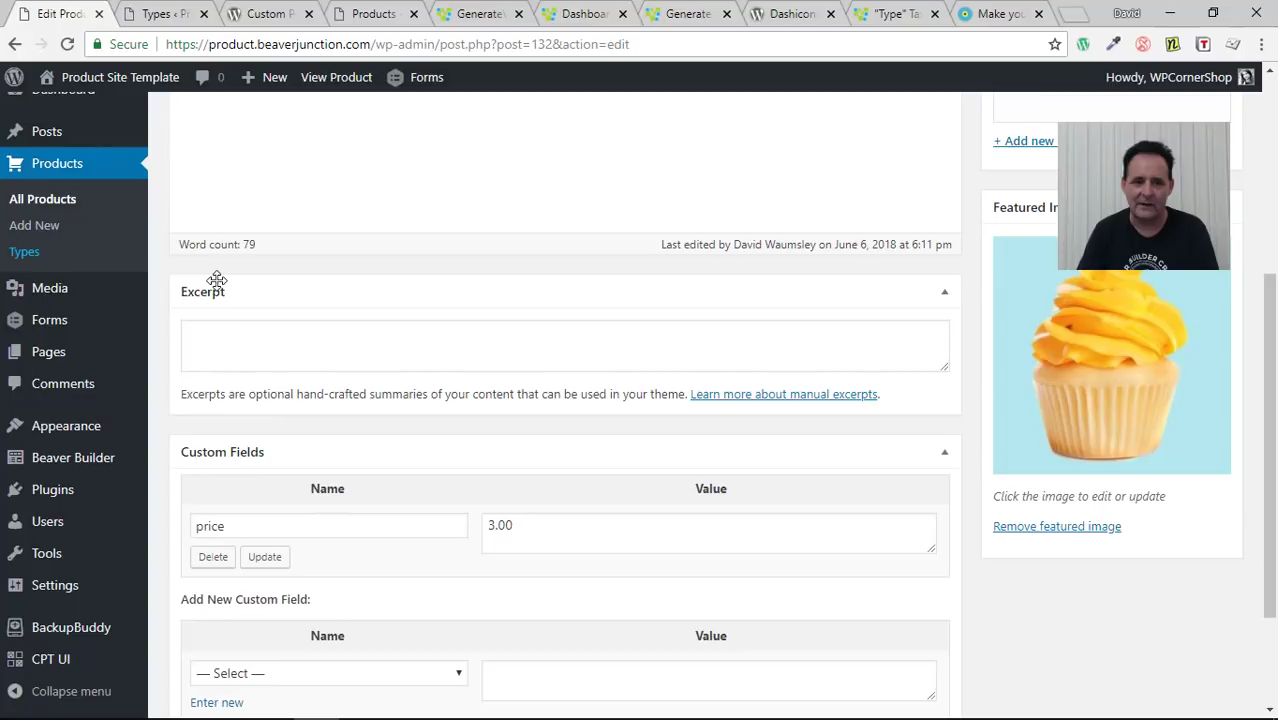 Edit Produ
Types ‹ P
Custom P
Products
Generate
Dashboar
Generate
Dashicon
"Type" Ta
Make you
David
Secure
https://product.beaverjunction.com/wp-admin/post.php?post=132&action=edit
Product Site Template
0
New
View Product
Forms
Howdy, WPCornerShop
Dashboard
Posts
Products
All Products
Add New
Types
Media
Forms
Pages
Comments
Appearance
Beaver Builder
Plugins
Users
Tools
Settings
BackupBuddy
CPT UI
Collapse menu
Word count: 79
Last edited by David Waumsley on June 6, 2018 at 6:11 pm
Excerpt
Excerpts are optional hand-crafted summaries of your content that can be used in your theme. Learn more about manual excerpts.
Custom Fields
Name
Value
price
3.00
Delete
Update
Add New Custom Field:
Name
Value
— Select —
Enter new
+ Add new
Featured Im
BUILDER
Click the image to edit or update
Remove featured image